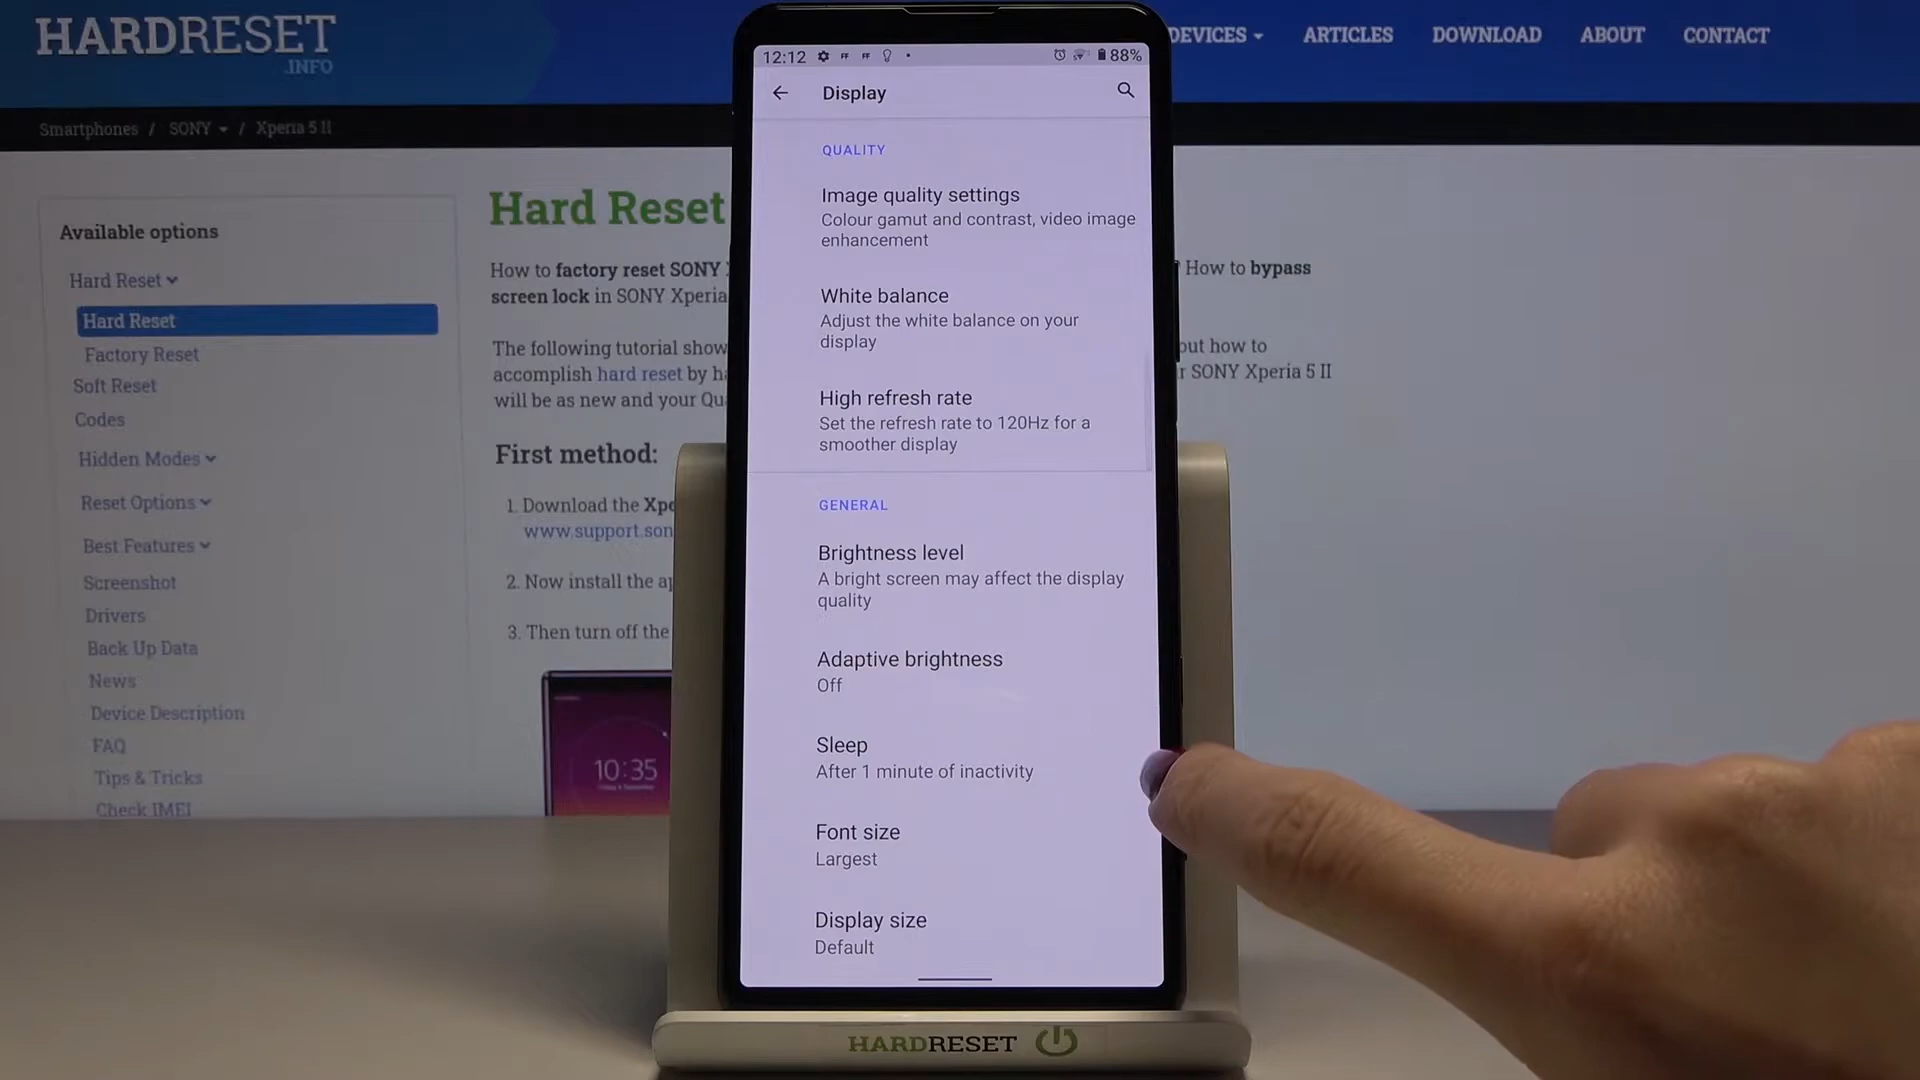 HARDRESET
.INFO
DEVICES
ARTICLES
DOWNLOAD
ABOUT
CONTACT
Smartphones / SONY / Xperia 5 II
Available options
Hard Reset
Hard Reset
Factory Reset
Soft Reset
Codes
Hidden Modes
Reset Options
Best Features
Screenshot
Drivers
Back Up Data
News
Device Description
FAQ
Tips & Tricks
Check IMEI
Hard Reset
How to factory reset SONY
screen lock in SONY Xperia
The following tutorial show
accomplish hard reset by
will be as new and your
First method:
1. Download the
www.support.son
2. Now install the
3. Then turn off the
10:35
? How to bypass
out how to
SONY Xperia 5 II
12:12
88%
Display
QUALITY
Image quality settings
Colour gamut and contrast, video image
enhancement
White balance
Adjust the white balance on your
display
High refresh rate
Set the refresh rate to 120Hz for a
smoother display
GENERAL
Brightness level
A bright screen may affect the display
quality
Adaptive brightness
Off
Sleep
After 1 minute of inactivity
Font size
Largest
Display size
Default
HARDRESET